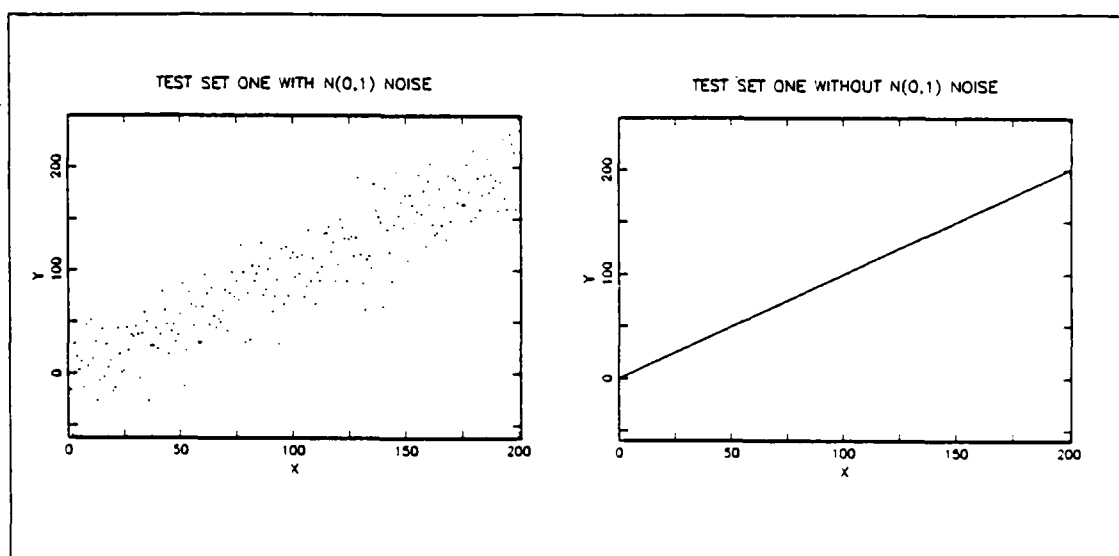 TEST SET ONE WITH N(0,1) NOISE
Y
200
100
0
0 50 100 150 200
X
TEST SET ONE WITHOUT N(0,1) NOISE
Y
200
100
0
0 50 100 150 200
X